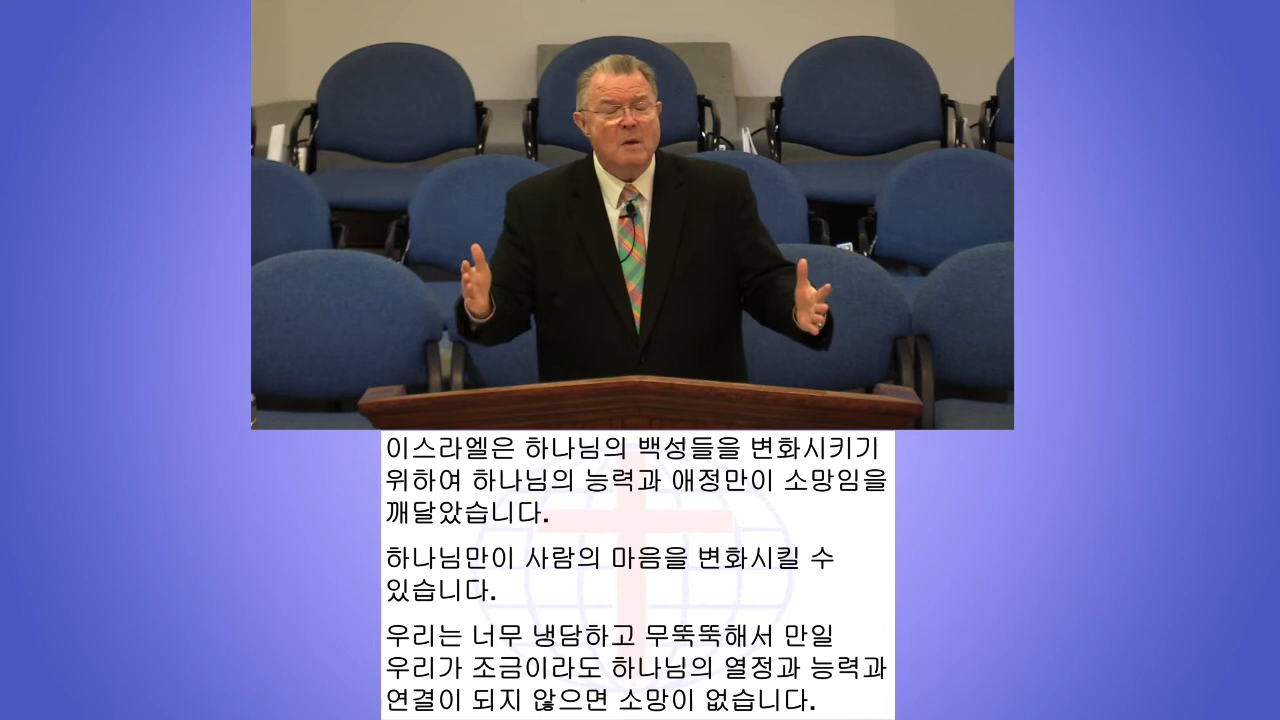 이스라엘은 하나님의 백성들을 변화시키기
위하여 하나님의 능력과 애정만이 소망임을
깨달았습니다.
하나님만이 사람의 마음을 변화시킬 수
있습니다.
우리는 너무 냉담하고 무뚝뚝해서 만일
우리가 조금이라도 하나님의 열정과 능력과
연결이 되지 않으면 소망이 없습니다.